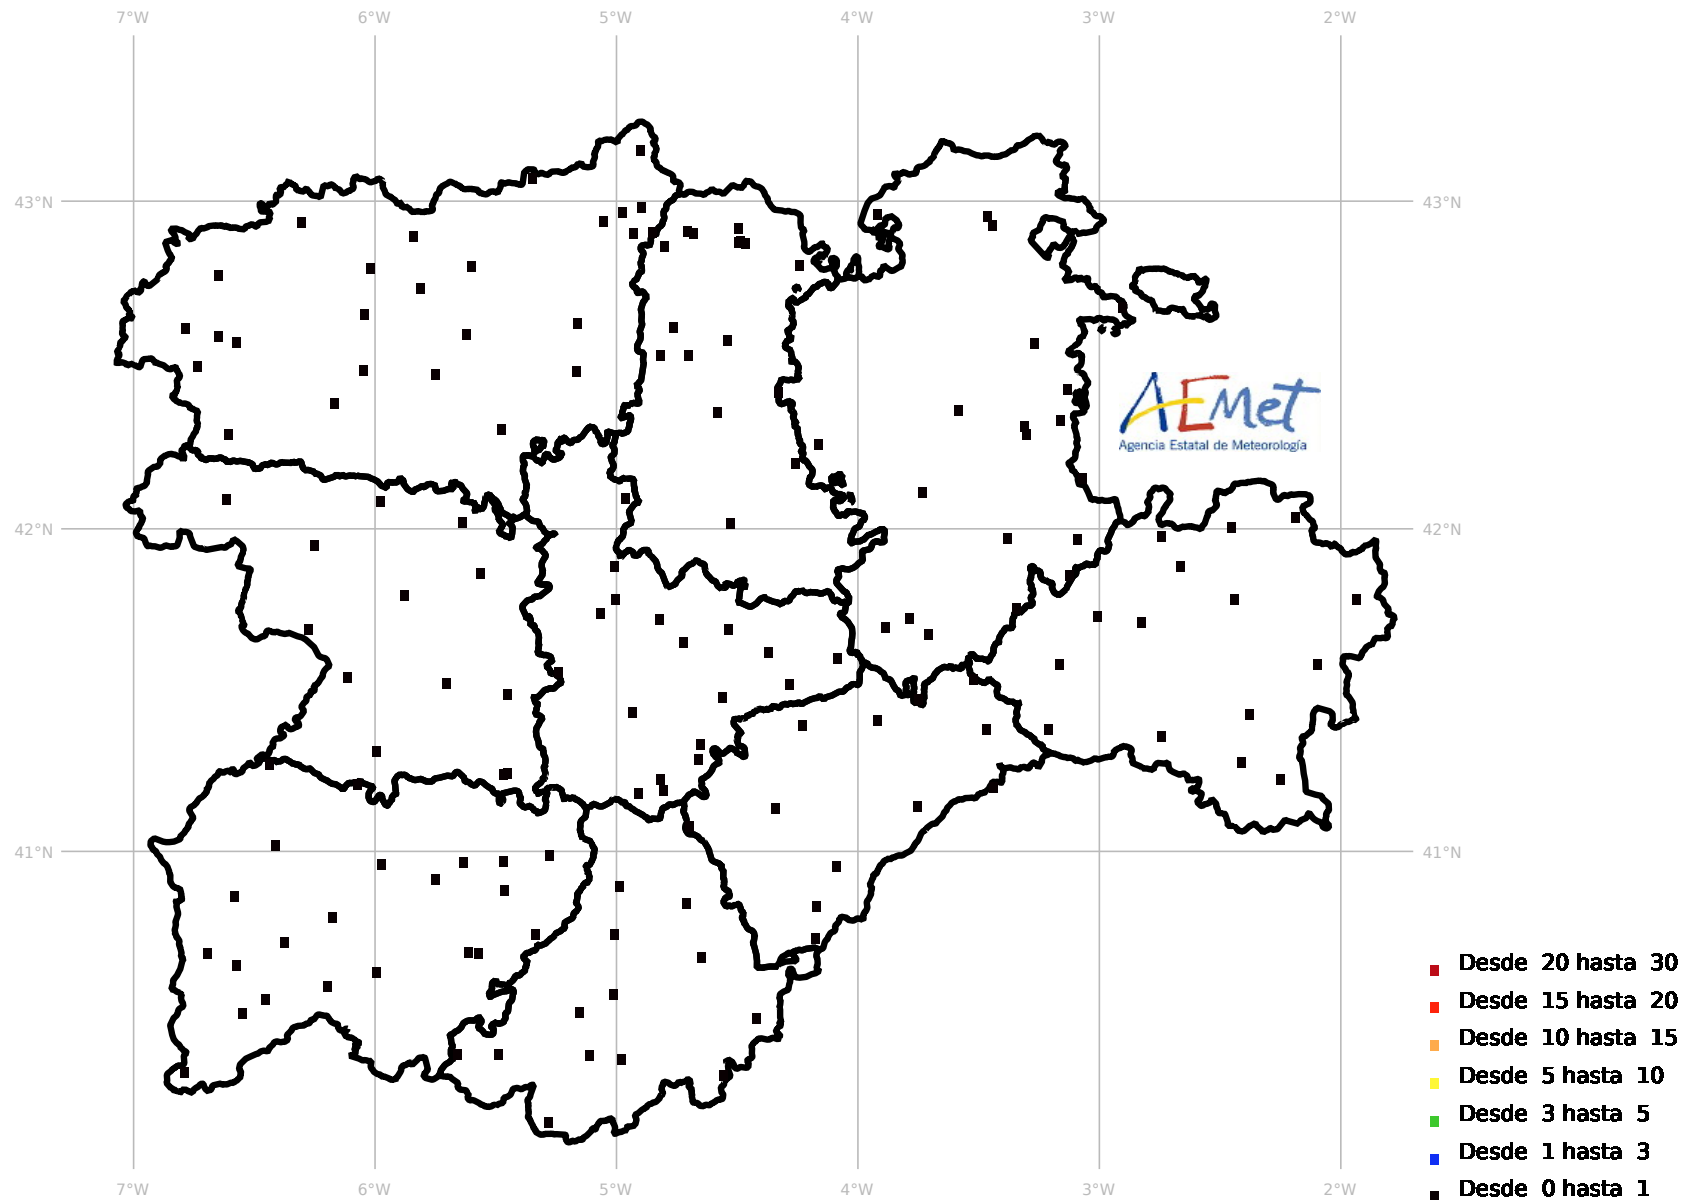 7°W 6°W 5°W 4°W 3°W 2°W
43°N 43°N
AEMet
Agencia Estatal de Meteorología
42°N 42°N
41°N 41°N
Desde 20 hasta 30
Desde 15 hasta 20
Desde 10 hasta 15
Desde 5 hasta 10
Desde 3 hasta 5
Desde 1 hasta 3
Desde 0 hasta 1
7°W 6°W 5°W 4°W 3°W 2°W